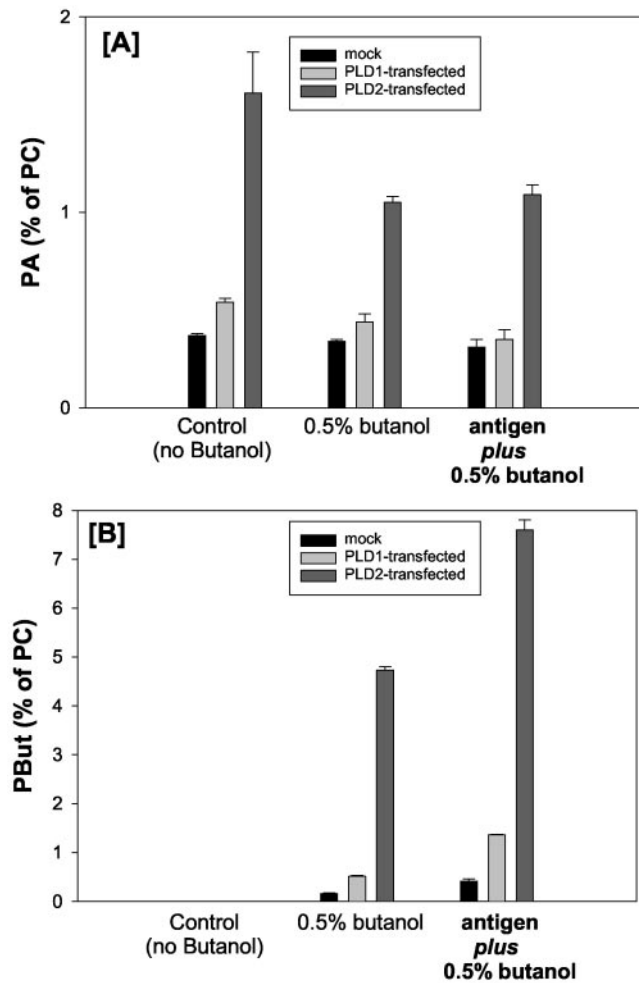 [A]
2
1
0
PA (% of PC)
mock
PLD1-transfected
PLD2-transfected
Control
(no Butanol)
0.5% butanol
antigen
plus
0.5% butanol
[B]
8
7
6
5
4
3
2
1
0
PBut (% of PC)
mock
PLD1-transfected
PLD2-transfected
Control
(no Butanol)
0.5% butanol
antigen
plus
0.5% butanol